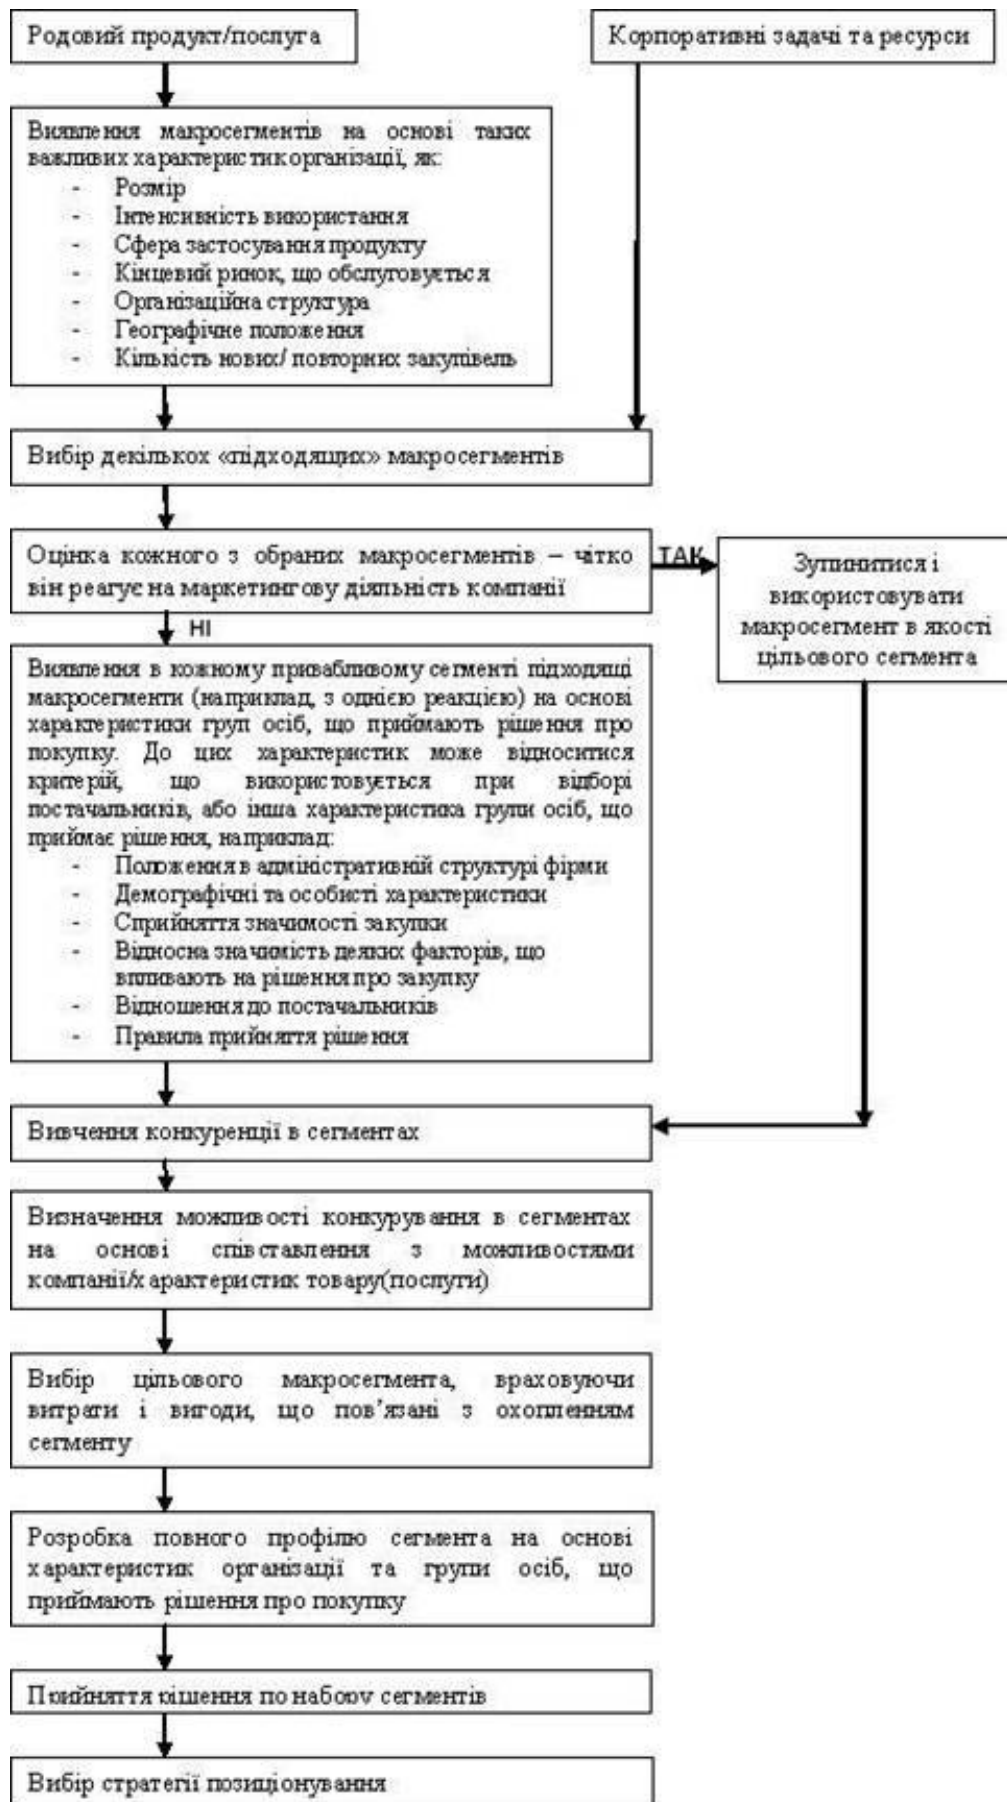 Родовий продукт/послуга
Корпоративні задачі та ресурси
Виявлення макросегментів на основі таких
важливих характеристик організації, як:
- Розмір
- Інтенсивність використання
- Сфера застосування продукту
- Кінцевий ринок, що обслуговується
- Організаційна структура
- Географічне положення
- Кількість нових/ повторних закупівель
Вибір декількох «підходящих» макросегментів
Оцінка кожного з обраних макросегментів – чітко
він реагує на маркетингову діяльність компанії
ТАК
Зупинитися і
використовувати
макросегмент в якості
цільового сегмента
НІ
Виявлення в кожному привабливому сегменті підходящі
макросегменти (наприклад, з однією реакцією) на основі
характеристики груп осіб, що приймають рішення про
покупку. До цих характеристик може відноситися
критерій, що використовується при відборі
постачальників, або інша характеристика групи осіб, що
приймає рішення, наприклад:
- Положення в адміністративній структурі фірми
- Демографічні та особисті характеристики
- Сприйняття значимості закупки
- Відносна значимість деяких факторів, що
впливають на рішення про закупку
- Відношення до постачальників
- Правила прийняття рішення
Вивчення конкуренції в сегментах
Визначення можливості конкурування в сегментах
на основі співставлення з можливостями
компанії/характеристик товару(послуги)
Вибір цільового макросегмента, враховуючи
витрати і вигоди, що пов’язані з охопленням
сегменту
Розробка повного профілю сегмента на основі
характеристик організації та групи осіб, що
приймають рішення про покупку
Прийняття рішення по набору сегментів
Вибір стратегії позиціонування